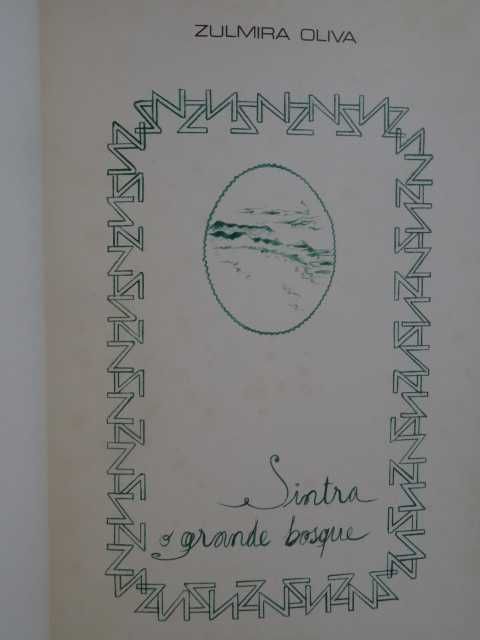 ZULMIRA OLIVA
Sintra
o grande bosque